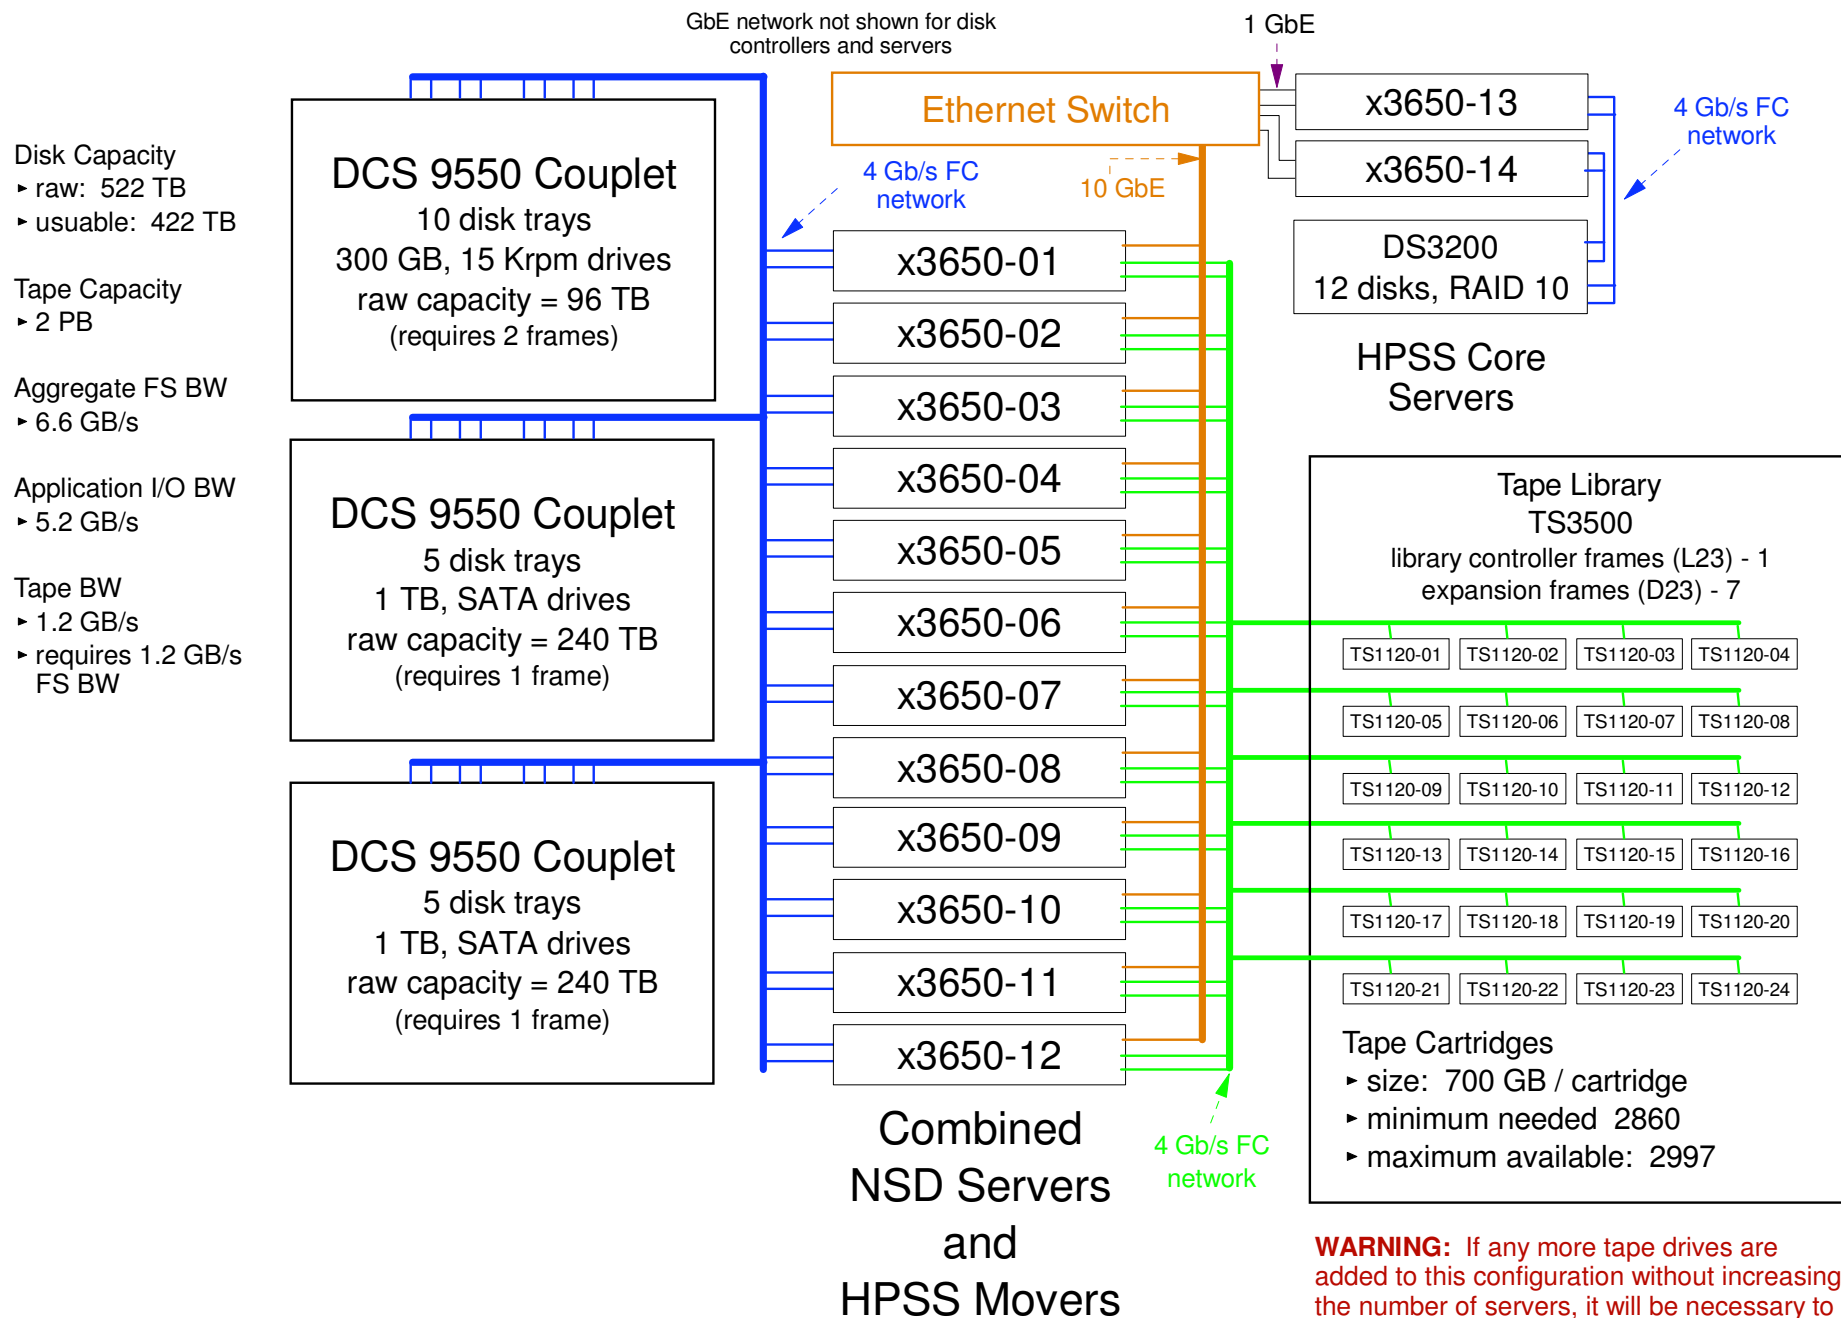 GbE network not shown for disk
controllers and servers
1 GbE
Disk Capacity
▸ raw: 522 TB
▸ usuable: 422 TB
Tape Capacity
▸ 2 PB
Aggregate FS BW
▸ 6.6 GB/s
Application I/O BW
▸ 5.2 GB/s
Tape BW
▸ 1.2 GB/s
▸ requires 1.2 GB/s
FS BW
DCS 9550 Couplet
10 disk trays
300 GB, 15 Krpm drives
raw capacity = 96 TB
(requires 2 frames)
DCS 9550 Couplet
5 disk trays
1 TB, SATA drives
raw capacity = 240 TB
(requires 1 frame)
DCS 9550 Couplet
5 disk trays
1 TB, SATA drives
raw capacity = 240 TB
(requires 1 frame)
4 Gb/s FC
network
Ethernet Switch
10 GbE
x3650-01
x3650-02
x3650-03
x3650-04
x3650-05
x3650-06
x3650-07
x3650-08
x3650-09
x3650-10
x3650-11
x3650-12
Combined
NSD Servers
and
HPSS Movers
4 Gb/s FC
network
x3650-13
x3650-14
4 Gb/s FC
network
DS3200
12 disks, RAID 10
HPSS Core
Servers
Tape Library
TS3500
library controller frames (L23) - 1
expansion frames (D23) - 7
TS1120-01 TS1120-02 TS1120-03 TS1120-04
TS1120-05 TS1120-06 TS1120-07 TS1120-08
TS1120-09 TS1120-10 TS1120-11 TS1120-12
TS1120-13 TS1120-14 TS1120-15 TS1120-16
TS1120-17 TS1120-18 TS1120-19 TS1120-20
TS1120-21 TS1120-22 TS1120-23 TS1120-24
Tape Cartridges
▸ size: 700 GB / cartridge
▸ minimum needed 2860
▸ maximum available: 2997
WARNING: If any more tape drives are
added to this configuration without increasing
the number of servers, it will be necessary to